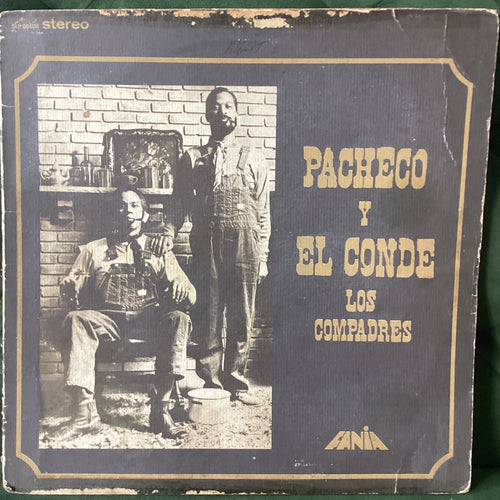 stereo
PACHECO
Y
EL CONDE
LOS
COMPADRES
FANIA